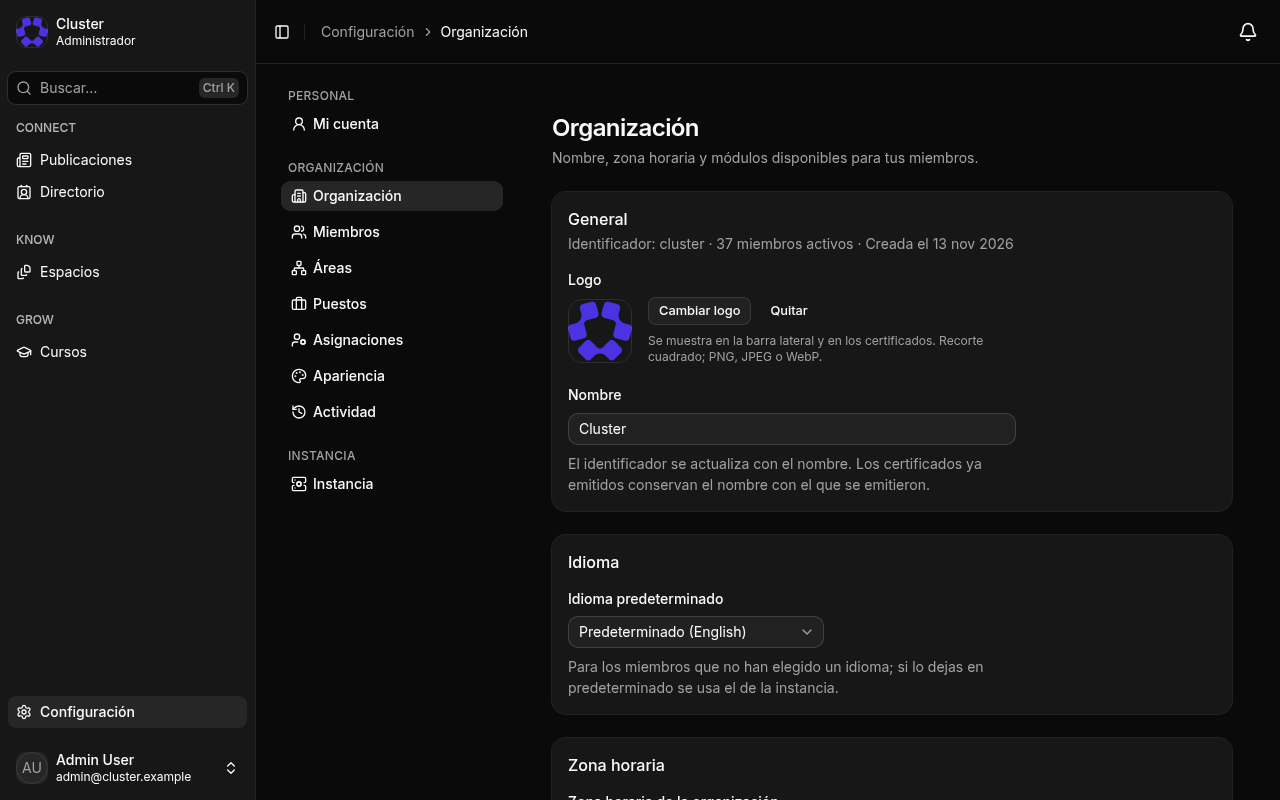 Cluster
Administrador
Buscar...
Ctrl K
CONNECT
Publicaciones
Directorio
KNOW
Espacios
GROW
Cursos
Configuración
AU
Admin User
admin@cluster.example
Configuración
Organización
PERSONAL
Mi cuenta
ORGANIZACIÓN
Organización
Miembros
Áreas
Puestos
Asignaciones
Apariencia
Actividad
INSTANCIA
Instancia
Organización
Nombre, zona horaria y módulos disponibles para tus miembros.
General
Identificador: cluster · 37 miembros activos · Creada el 13 nov 2026
Logo
Cambiar logo
Quitar
Se muestra en la barra lateral y en los certificados. Recorte
cuadrado; PNG, JPEG o WebP.
Nombre
Cluster
El identificador se actualiza con el nombre. Los certificados ya
emitidos conservan el nombre con el que se emitieron.
Idioma
Idioma predeterminado
Predeterminado (English)
Para los miembros que no han elegido un idioma; si lo dejas en
predeterminado se usa el de la instancia.
Zona horaria
Zona horaria de la organización